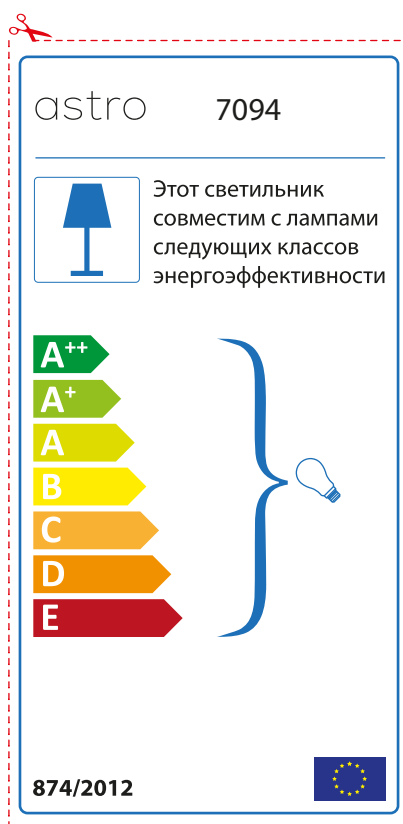 astro 7094
Этот светильник
совместим с лампами
следующих классов
энергоэффективности
A++
A+
A
B
C
D
E
874/2012